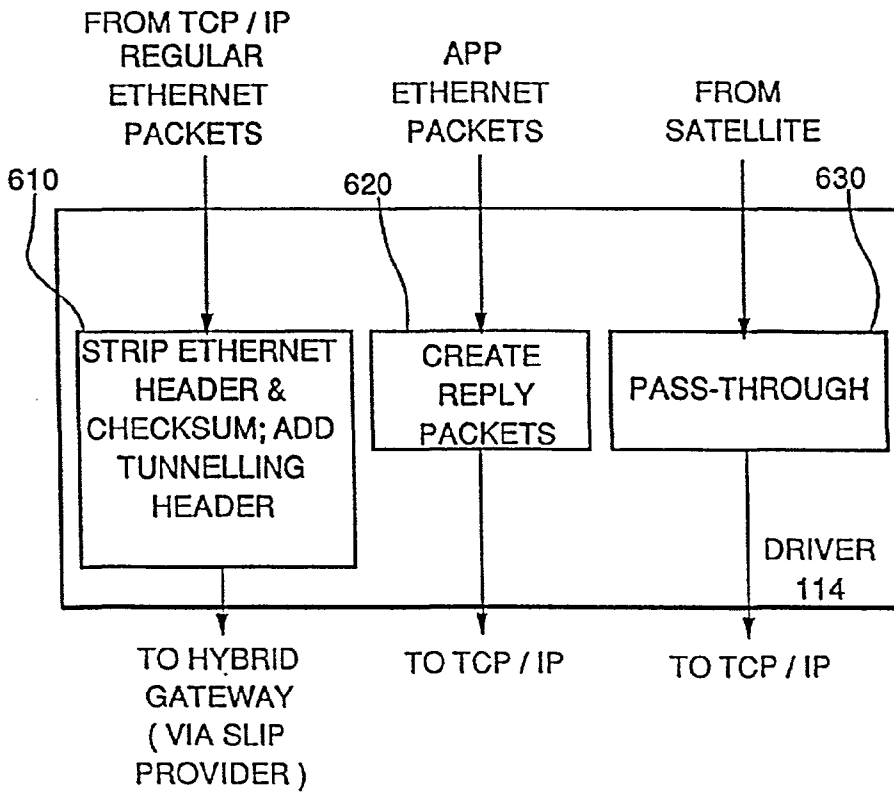 FROM TCP / IP
REGULAR
ETHERNET
PACKETS
APP
ETHERNET
PACKETS
FROM
SATELLITE
610
620
630
STRIP ETHERNET
HEADER &
CHECKSUM; ADD
TUNNELLING
HEADER
CREATE
REPLY
PACKETS
PASS-THROUGH
DRIVER
114
TO HYBRID
GATEWAY
( VIA SLIP
PROVIDER )
TO TCP / IP
TO TCP / IP